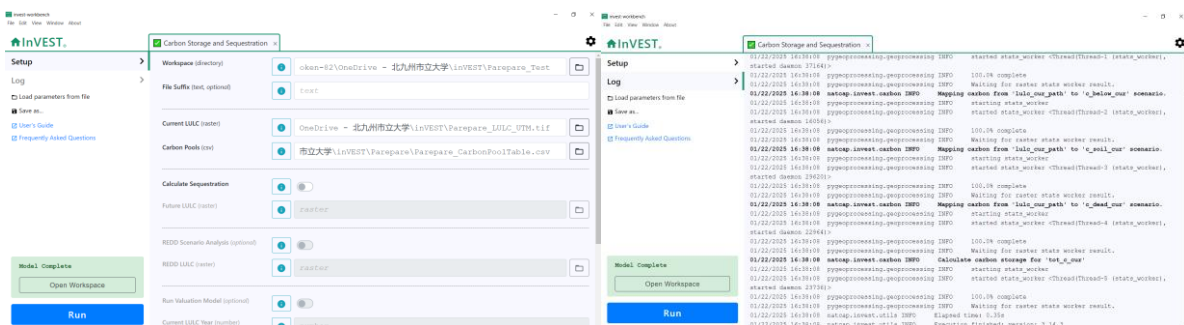 invest-workbench
File Edit View Window About
InVEST®
Carbon Storage and Sequestration ×
Setup
Log
Load parameters from file
Save as...
User's Guide
Frequently Asked Questions
Workspace (directory)
oken-82\OneDrive - 北九州市立大学\inVEST\Parepare_Test
File Suffix (text, optional)
text
Current LULC (raster)
OneDrive - 北九州市立大学\inVEST\Parepare_LULC_UTM.tif
Carbon Pools (csv)
市立大学\inVEST\Parepare\Parepare_CarbonPoolTable.csv
Calculate Sequestration
Future LULC (raster)
raster
REDD Scenario Analysis (optional)
REDD LULC (raster)
raster
Run Valuation Model (optional)
Current LULC Year (number)
Model Complete
Open Workspace
Run
invest-workbench
File Edit View Window About
InVEST®
Carbon Storage and Sequestration ×
Setup
Log
Load parameters from file
Save as...
User's Guide
Frequently Asked Questions
Model Complete
Open Workspace
Run
01/22/2025 16:38:08 pygeoprocessing.geoprocessing INFO started stats_worker <Thread(Thread-1 (stats_worker),
started daemon 37164)>
01/22/2025 16:38:08 pygeoprocessing.geoprocessing INFO 100.0% complete
01/22/2025 16:38:08 pygeoprocessing.geoprocessing INFO Waiting for raster stats worker result.
01/22/2025 16:38:08 natcap.invest.carbon INFO Mapping carbon from 'lulc_cur_path' to 'c_below_cur' scenario.
01/22/2025 16:38:08 pygeoprocessing.geoprocessing INFO starting stats_worker
01/22/2025 16:38:08 pygeoprocessing.geoprocessing INFO started stats_worker <Thread(Thread-2 (stats_worker),
started daemon 16056)>
01/22/2025 16:38:08 pygeoprocessing.geoprocessing INFO 100.0% complete
01/22/2025 16:38:08 pygeoprocessing.geoprocessing INFO Waiting for raster stats worker result.
01/22/2025 16:38:08 natcap.invest.carbon INFO Mapping carbon from 'lulc_cur_path' to 'c_soil_cur' scenario.
01/22/2025 16:38:08 pygeoprocessing.geoprocessing INFO starting stats_worker
01/22/2025 16:38:08 pygeoprocessing.geoprocessing INFO started stats_worker <Thread(Thread-3 (stats_worker),
started daemon 29620)>
01/22/2025 16:38:08 pygeoprocessing.geoprocessing INFO 100.0% complete
01/22/2025 16:38:08 pygeoprocessing.geoprocessing INFO Waiting for raster stats worker result.
01/22/2025 16:38:08 natcap.invest.carbon INFO Mapping carbon from 'lulc_cur_path' to 'c_dead_cur' scenario.
01/22/2025 16:38:08 pygeoprocessing.geoprocessing INFO starting stats_worker
01/22/2025 16:38:08 pygeoprocessing.geoprocessing INFO started stats_worker <Thread(Thread-4 (stats_worker),
started daemon 22964)>
01/22/2025 16:38:08 pygeoprocessing.geoprocessing INFO 100.0% complete
01/22/2025 16:38:08 pygeoprocessing.geoprocessing INFO Waiting for raster stats worker result.
01/22/2025 16:38:08 natcap.invest.carbon INFO Calculate carbon storage for 'tot_c_cur'
01/22/2025 16:38:08 pygeoprocessing.geoprocessing INFO starting stats_worker
01/22/2025 16:38:08 pygeoprocessing.geoprocessing INFO started stats_worker <Thread(Thread-5 (stats_worker),
started daemon 23736)>
01/22/2025 16:38:08 pygeoprocessing.geoprocessing INFO 100.0% complete
01/22/2025 16:38:08 pygeoprocessing.geoprocessing INFO Waiting for raster stats worker result.
01/22/2025 16:38:08 natcap.invest.utils INFO Elapsed time: 0.35s